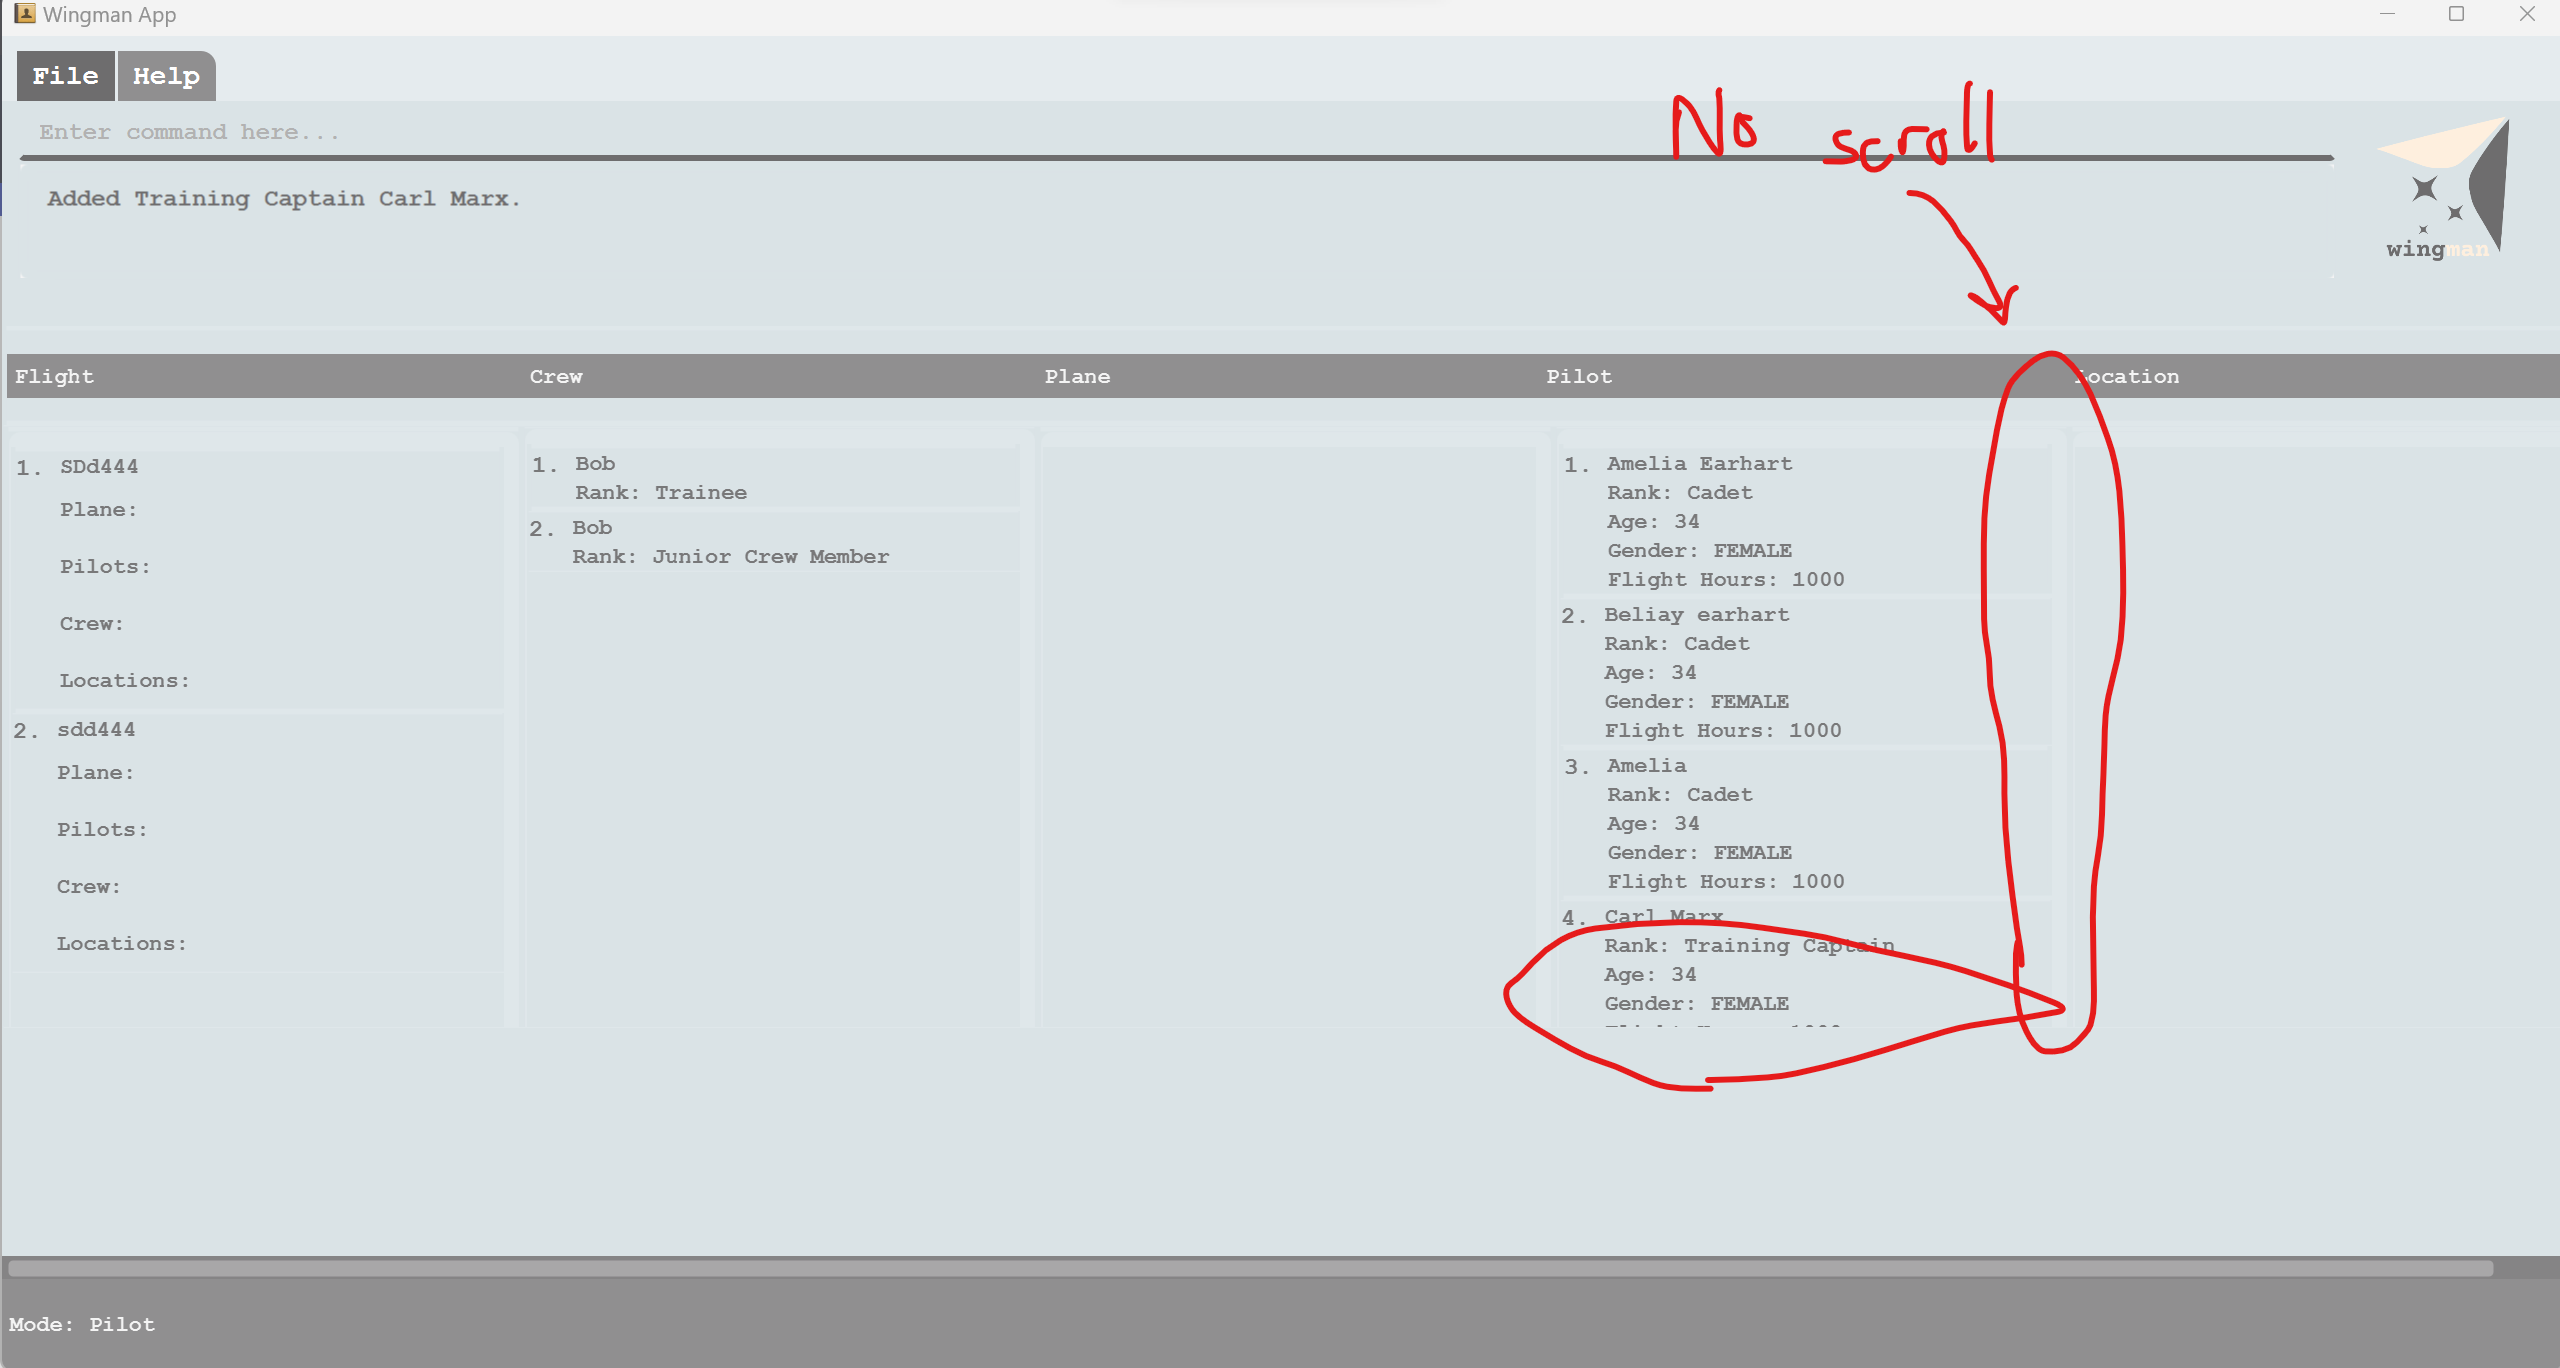 Wingman App
File Help
Enter command here...
No scroll
Added Training Captain Carl Marx.
wingman
Flight Crew Plane Pilot Location
1. SDd444
Plane:
Pilots:
Crew:
Locations:
2. sdd444
Plane:
Pilots:
Crew:
Locations:
1. Bob
Rank: Trainee
2. Bob
Rank: Junior Crew Member
1. Amelia Earhart
Rank: Cadet
Age: 34
Gender: FEMALE
Flight Hours: 1000
2. Beliay earhart
Rank: Cadet
Age: 34
Gender: FEMALE
Flight Hours: 1000
3. Amelia
Rank: Cadet
Age: 34
Gender: FEMALE
Flight Hours: 1000
4. Carl Marx
Rank: Training Captain
Age: 34
Gender: FEMALE
Mode: Pilot